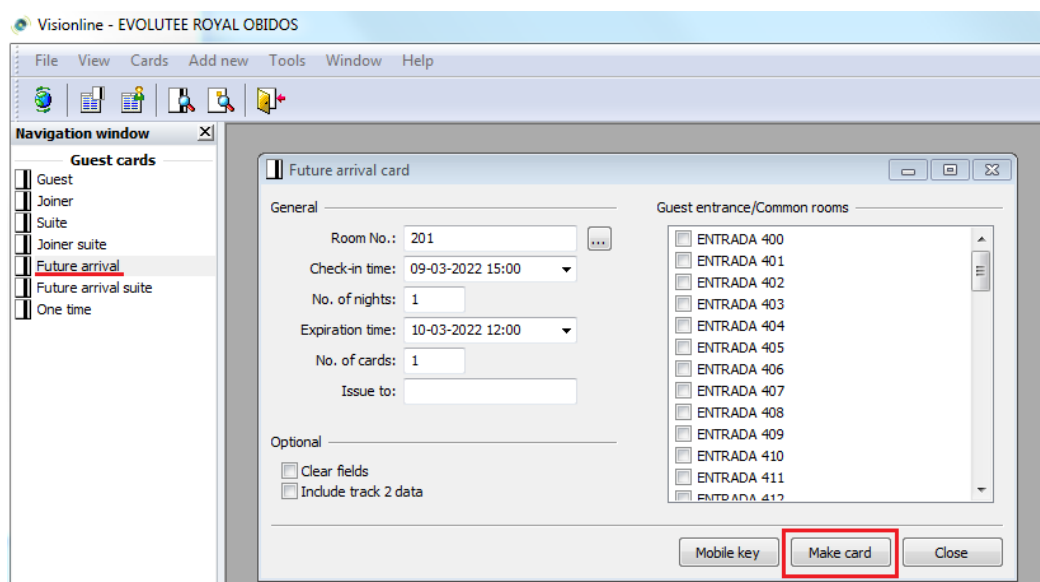 Visionline - EVOLUTEE ROYAL OBIDOS
File View Cards Add new Tools Window Help
Navigation window
Guest cards
Guest
Joiner
Suite
Joiner suite
Future arrival
Future arrival suite
One time
Future arrival card
General
Room No.: 201 ...
Check-in time: 09-03-2022 15:00
No. of nights: 1
Expiration time: 10-03-2022 12:00
No. of cards: 1
Issue to:
Optional
Clear fields
Include track 2 data
Guest entrance/Common rooms
ENTRADA 400
ENTRADA 401
ENTRADA 402
ENTRADA 403
ENTRADA 404
ENTRADA 405
ENTRADA 406
ENTRADA 407
ENTRADA 408
ENTRADA 409
ENTRADA 410
ENTRADA 411
ENTRADA 412
Mobile key Make card Close